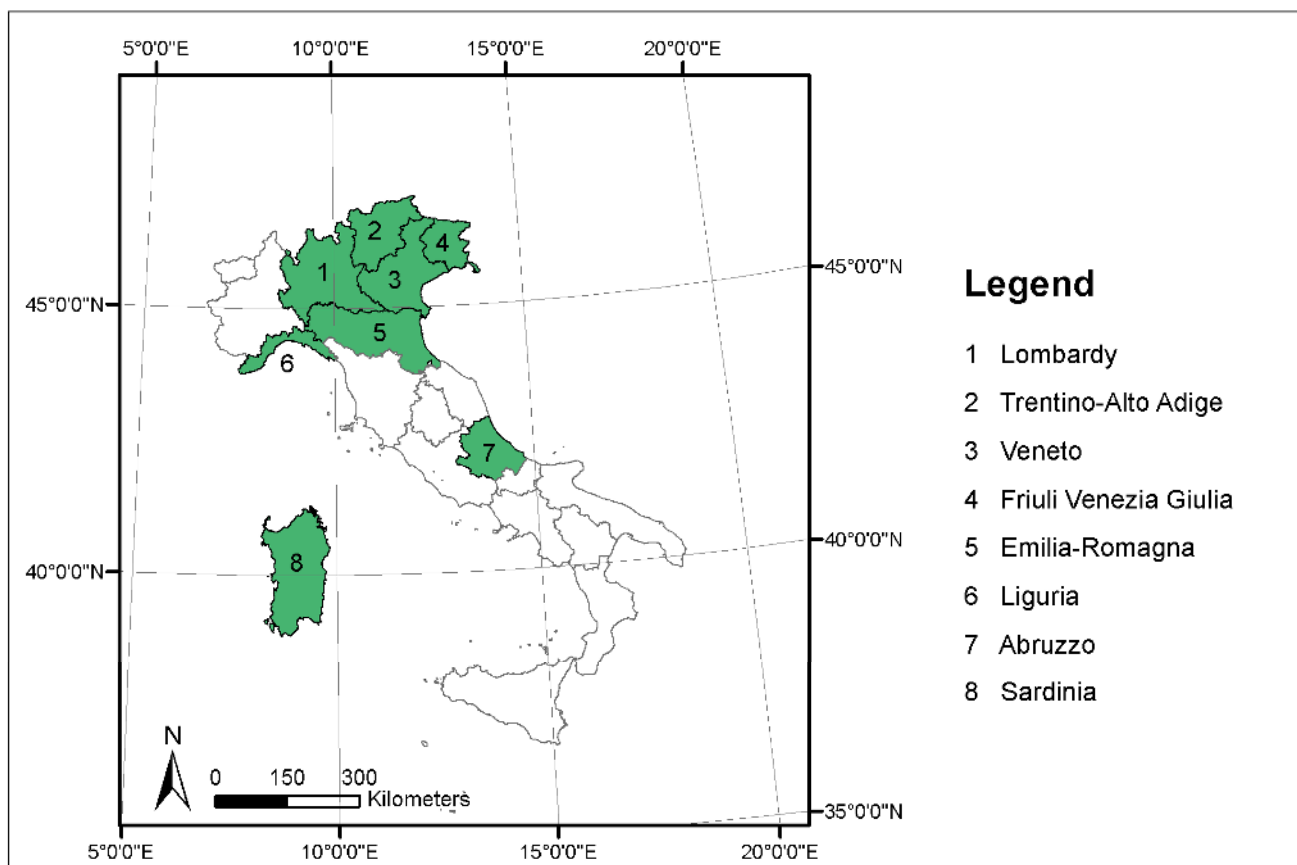 5°0'0"E 10°0'0"E 15°0'0"E 20°0'0"E
45°0'0"N
45°0'0"N
40°0'0"N
40°0'0"N
35°0'0"N
1
2
3
4
5
6
7
8
N
0 150 300
Kilometers
5°0'0"E 10°0'0"E 15°0'0"E 20°0'0"E
Legend
1 Lombardy
2 Trentino-Alto Adige
3 Veneto
4 Friuli Venezia Giulia
5 Emilia-Romagna
6 Liguria
7 Abruzzo
8 Sardinia